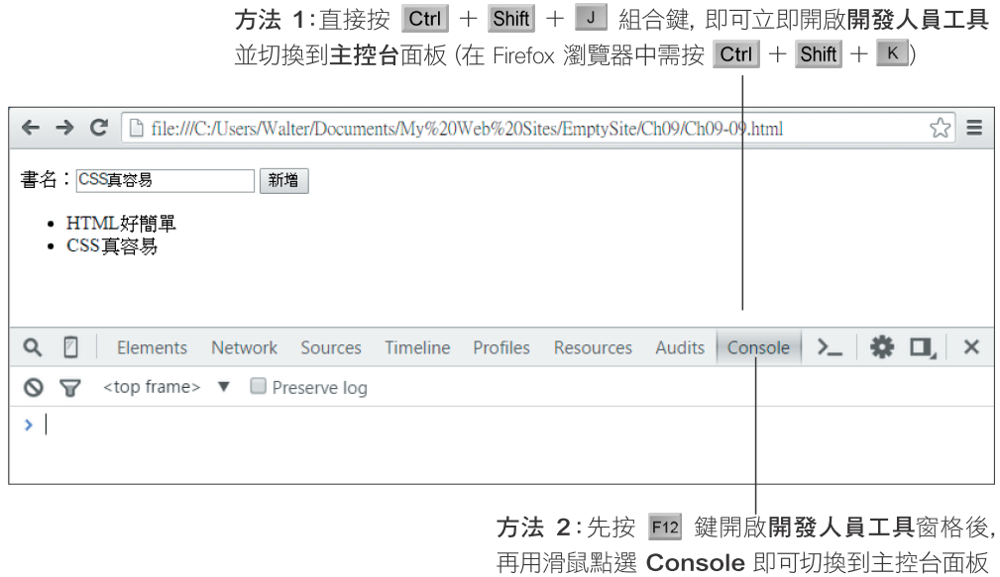 方法 1：直接按 Ctrl + Shift + J 組合鍵，即可立即開啟開發人員工具
並切換到主控台面板 (在 Firefox 瀏覽器中需按 Ctrl + Shift + K)
file:///C:/Users/Walter/Documents/My%20Web%20Sites/EmptySite/Ch09/Ch09-09.html
書名：CSS真容易 新增
• HTML好簡單
• CSS真容易
Elements Network Sources Timeline Profiles Resources Audits Console
<top frame> ▼ Preserve log
方法 2：先按 F12 鍵開啟開發人員工具窗格後，
再用滑鼠點選 Console 即可切換到主控台面板